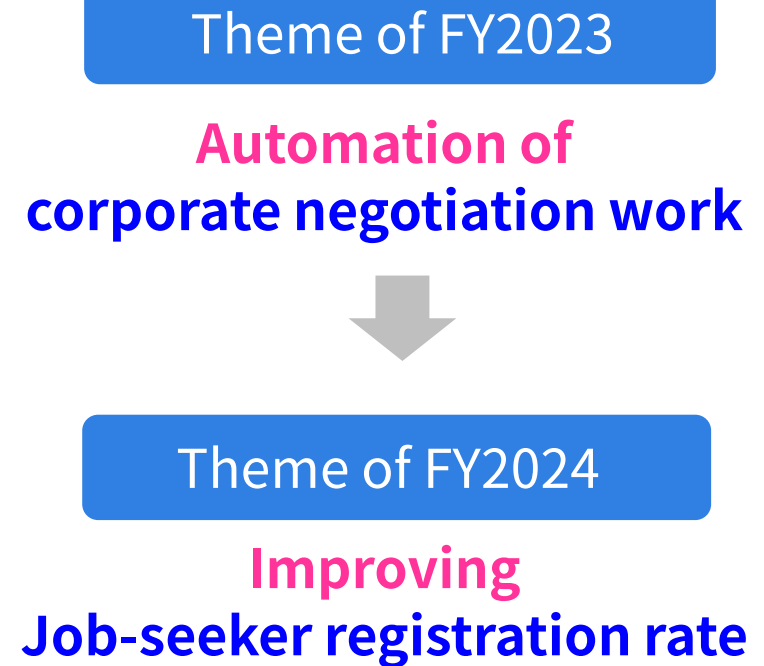 Theme of FY2023
Automation of
corporate negotiation work
Theme of FY2024
Improving
Job-seeker registration rate